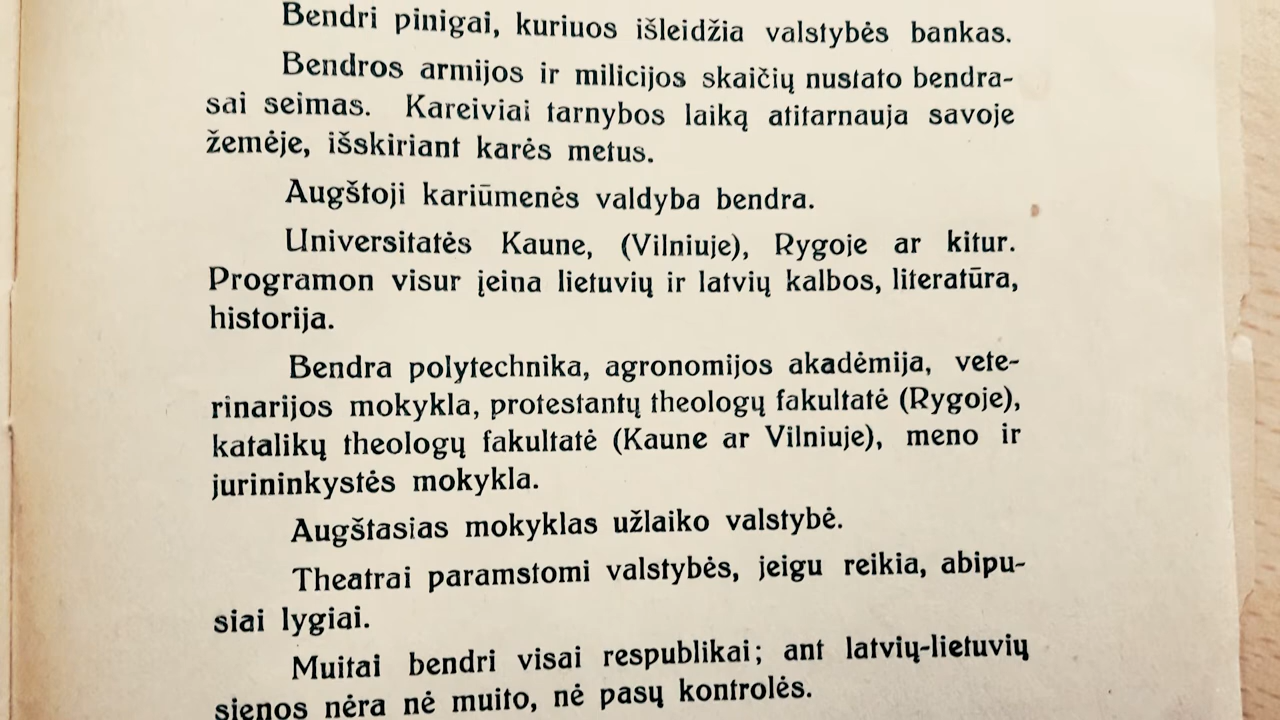 Bendri pinigai, kuriuos išleidžia valstybės bankas.
Bendros armijos ir milicijos skaičių nustato bendra-
sai seimas. Kareiviai tarnybos laiką atitarnauja savoje
žemėje, išskiriant karės metus.
Augštoji kariūmenės valdyba bendra.
Universitatės Kaune, (Vilniuje), Rygoje ar kitur.
Programon visur įeina lietuvių ir latvių kalbos, literatūra,
historija.
Bendra polytechnika, agronomijos akadėmija, vete-
rinarijos mokykla, protestantų theologų fakultatė (Rygoje),
katalikų theologų fakultatė (Kaune ar Vilniuje), meno ir
jurininkystės mokykla.
Augštasias mokyklas užlaiko valstybė.
Theatrai paramstomi valstybės, jeigu reikia, abipu-
siai lygiai.
Muitai bendri visai respublikai; ant latvių-lietuvių
sienos nėra nė muito, nė pasų kontrolės.